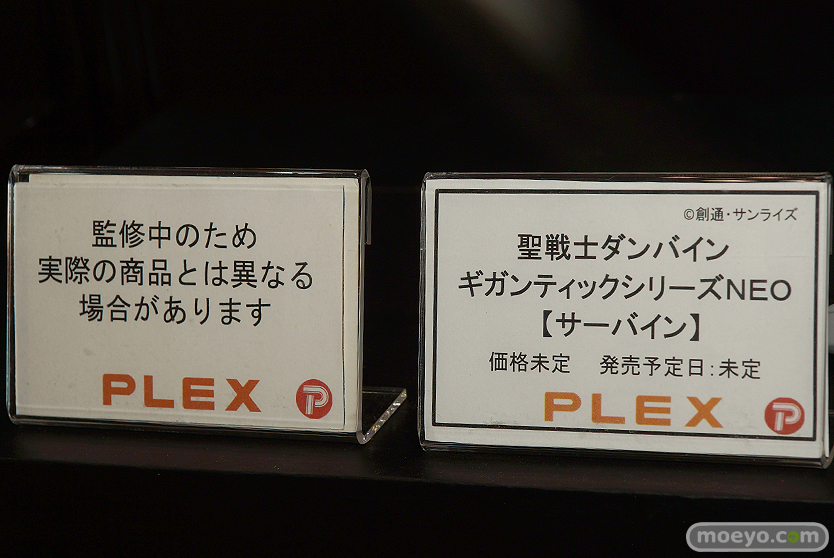 監修中のため
実際の商品とは異なる
場合があります
PLEX
P
©創通・サンライズ
聖戦士ダンバイン
ギガンティックシリーズNEO
【サーバイン】
価格未定　発売予定日：未定
PLEX
P
moeyo.com